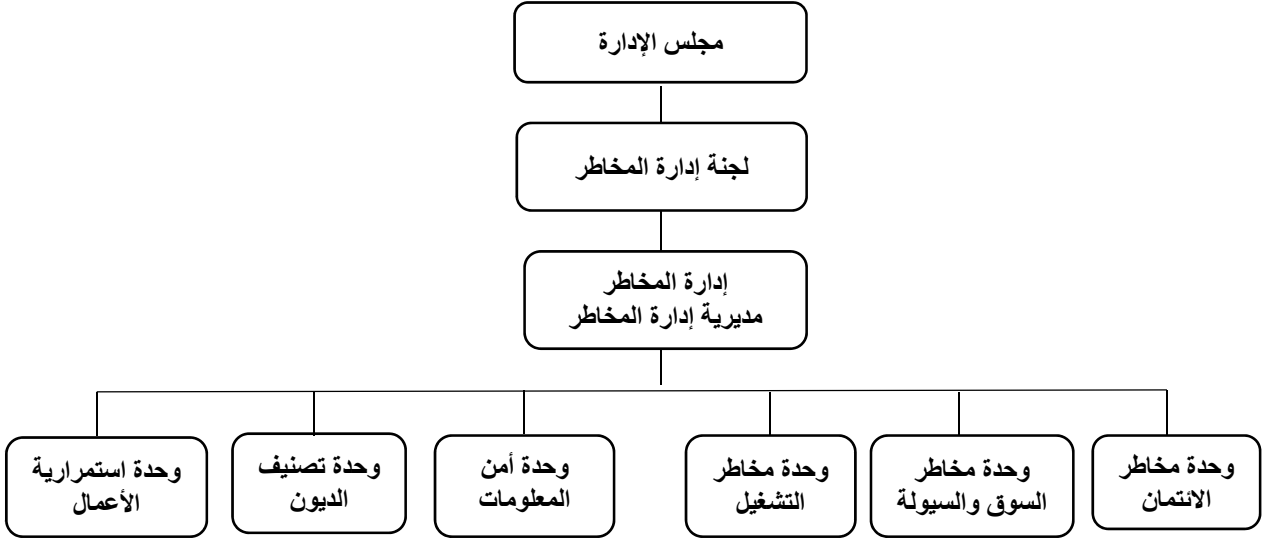 مجلس الإدارة
لجنة إدارة المخاطر
إدارة المخاطر
مديرية إدارة المخاطر
وحدة مخاطر
الائتمان
وحدة مخاطر
السوق والسيولة
وحدة مخاطر
التشغيل
وحدة أمن
المعلومات
وحدة تصنيف
الديون
وحدة استمرارية
الأعمال